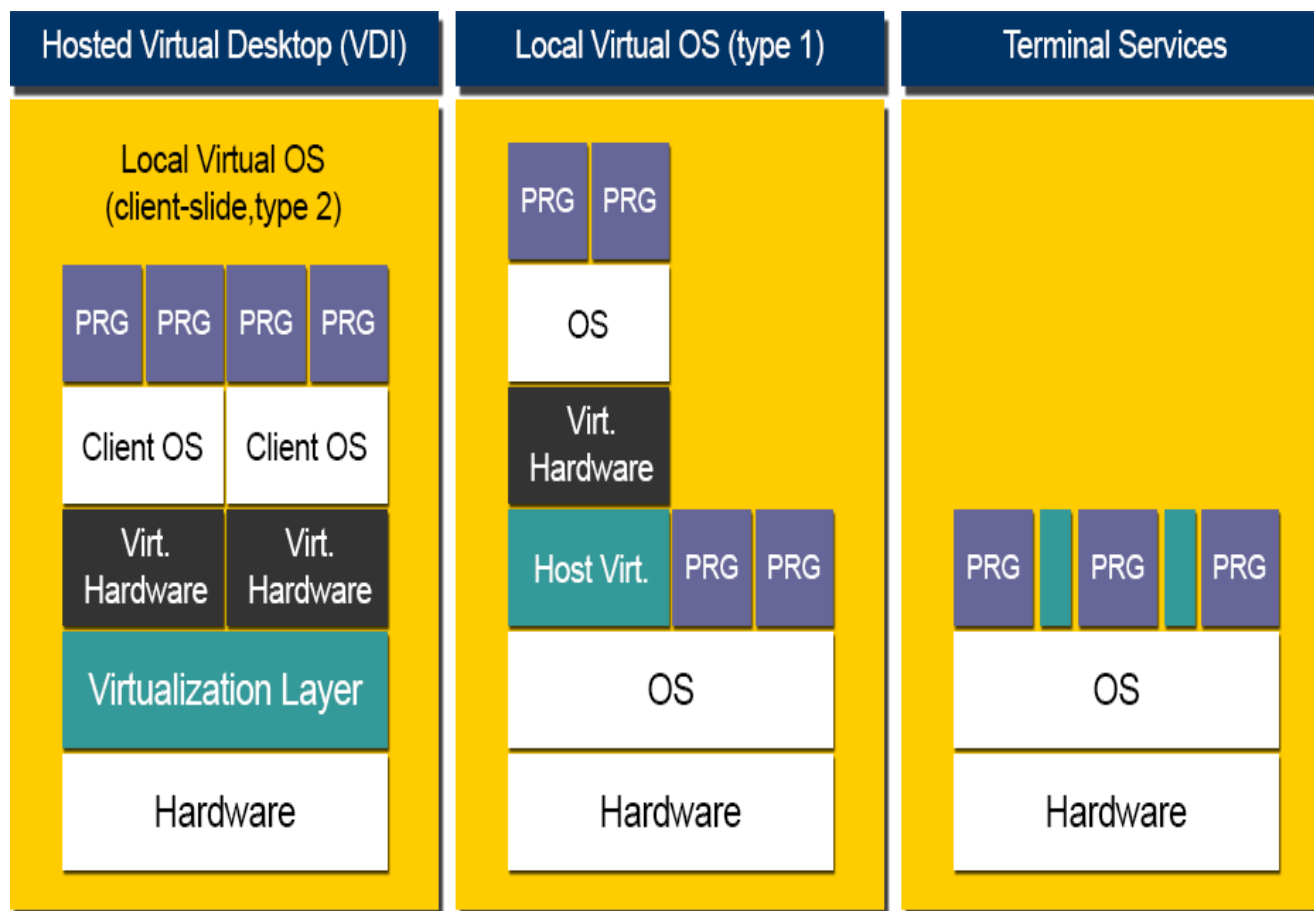 Hosted Virtual Desktop (VDI)
Local Virtual OS
(client-slide,type 2)
PRG PRG PRG PRG
Client OS Client OS
Virt.
Hardware
Virt.
Hardware
Virtualization Layer
Hardware
Local Virtual OS (type 1)
PRG PRG
OS
Virt.
Hardware
Host Virt. PRG PRG
OS
Hardware
Terminal Services
PRG PRG PRG
OS
Hardware